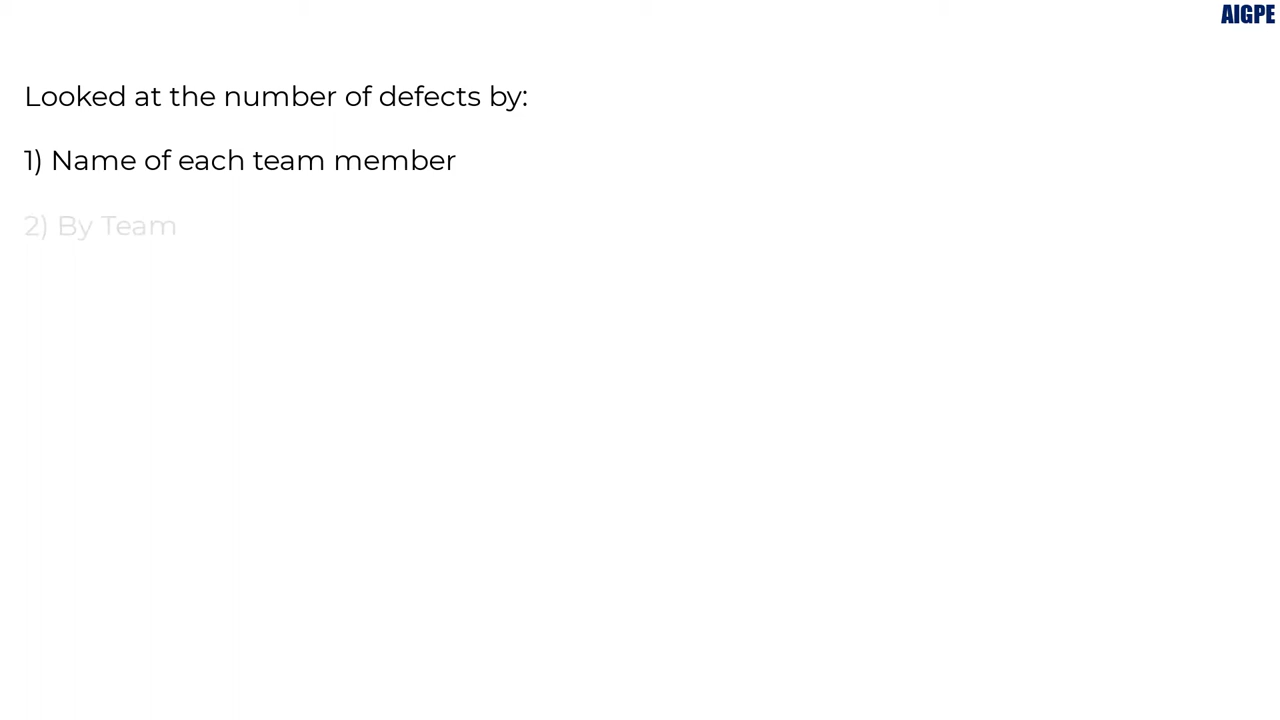 AIGPE
Looked at the number of defects by:
1) Name of each team member
2) By Team